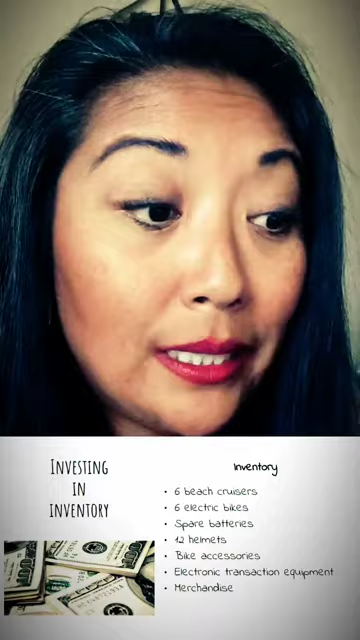 Investing
in
inventory
Inventory
• 6 beach cruisers
• 6 electric bikes
• Spare batteries
• 12 helmets
• Bike accessories
• Electronic transaction equipment
• Merchandise